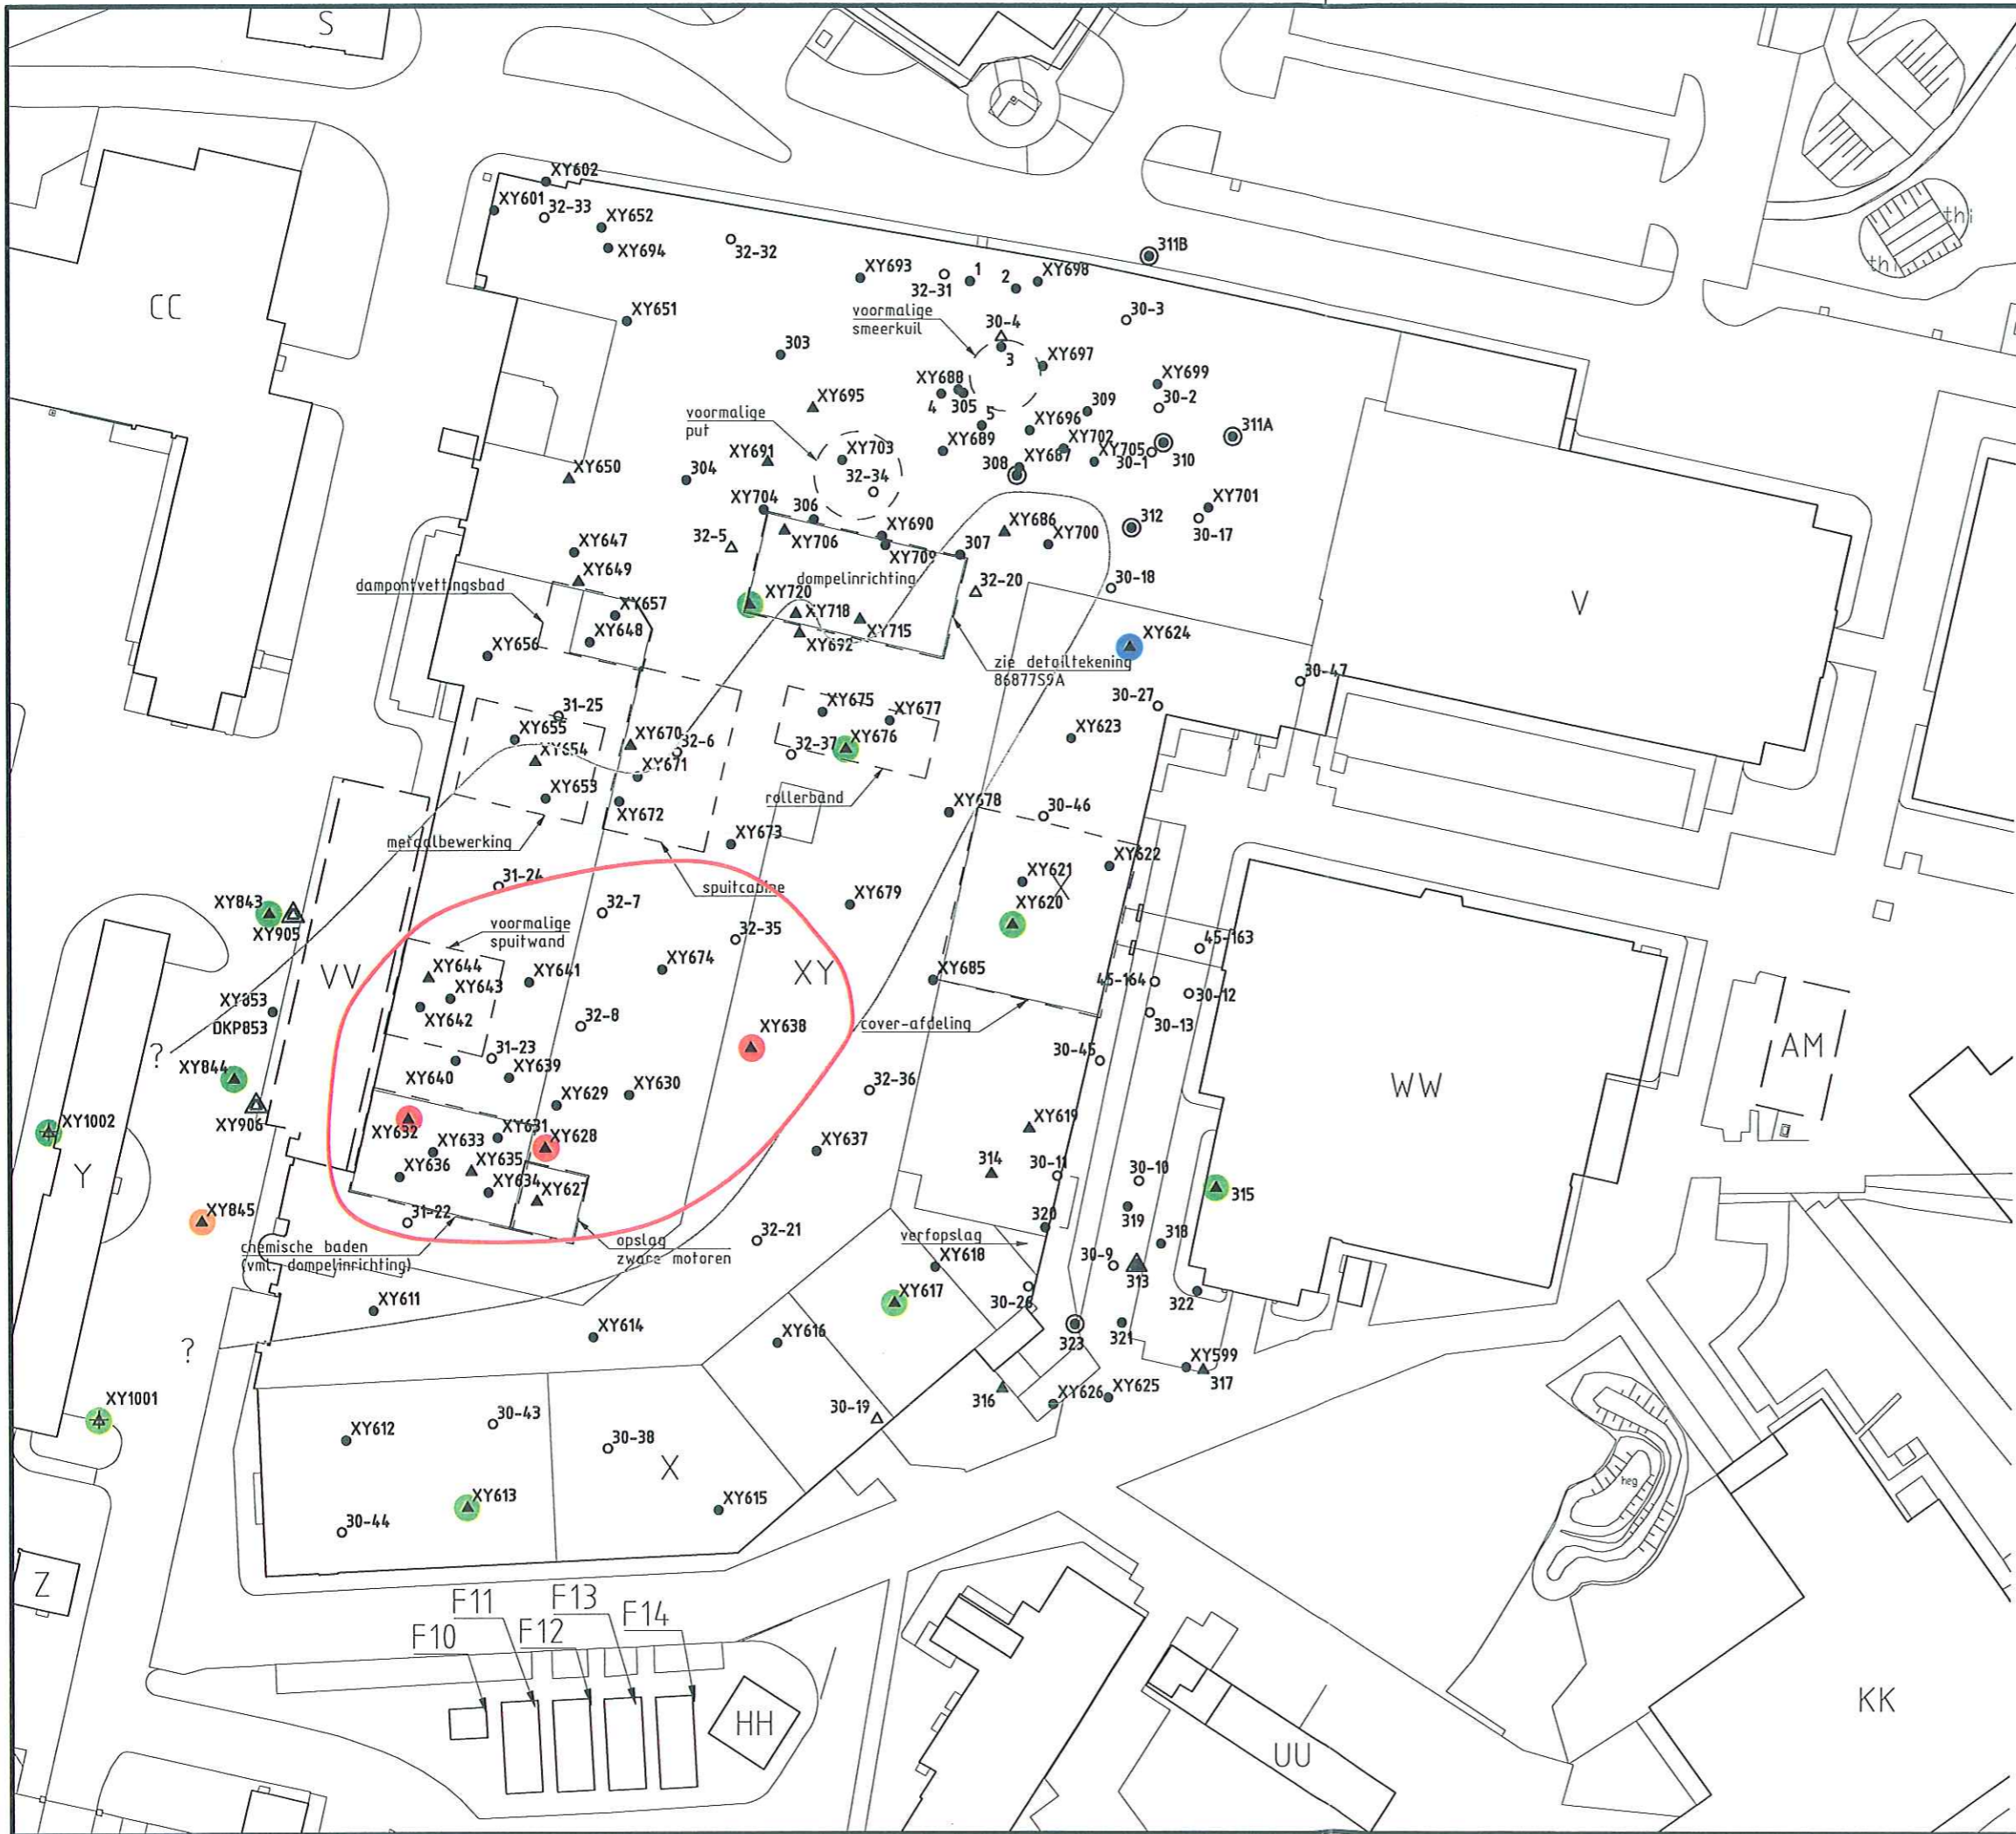 S
XY602
XY601
32-33
XY652
XY694
32-32
311B
XY693
1
2
XY698
32-31
30-3
CC
voormalige
smeerkuil
30-4
XY651
303
3
XY697
XY688
XY699
4
305
30-2
309
XY695
5
voormalige
put
XY696
311A
XY689
XY702
XY691
XY703
XY705
308
XY687
30-1
310
XY650
304
32-34
XY704
306
XY701
XY690
XY686
312
32-5
XY706
XY700
30-17
XY709
307
XY647
XY649
dompelinrichting
32-20
30-18
dampontvettingsbad
XY720
XY657
XY718
XY715
V
XY648
XY692
XY624
XY656
zie detailtekening
86877S9A
30-47
XY675
30-27
31-25
XY677
XY655
XY670
32-6
32-37
XY676
XY623
XY654
XY671
XY653
XY672
rollerband
XY678
30-46
metaalbewerking
XY673
XY622
31-24
spuitcabine
XY621
X
XY843
32-7
XY679
XY620
voormalige
spuitwand
XY905
32-35
45-163
VV
XY644
XY641
XY674
XY
XY643
XY685
45-164
30-12
XY853
DKP853
XY642
32-8
cover-afdeling
30-13
?
31-23
XY638
30-45
AM
XY844
XY640
XY639
32-36
WW
XY629
XY630
XY906
XY1002
XY632
XY631
XY628
XY619
XY633
XY637
Y
XY636
XY635
314
30-11
30-10
XY634
XY627
315
XY845
31-22
319
320
chemische baden
(vml. dompelinrichting)
opslag
zware motoren
32-21
verfopslag
318
XY618
30-9
313
XY611
XY617
30-26
322
?
XY614
XY616
323
321
XY599
317
XY1001
30-19
316
XY626
XY625
XY612
30-43
30-38
X
heg
XY613
XY615
30-44
Z
F10
F11
F12
F13
F14
HH
UU
KK
thi
thi